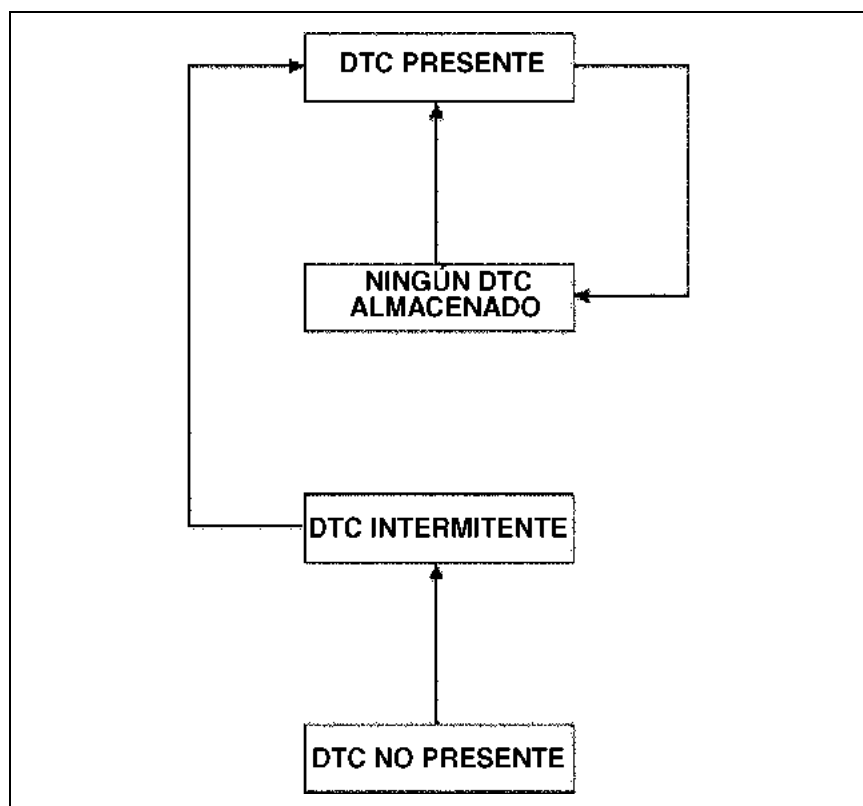 DTC PRESENTE
NINGÚN DTC
ALMACENADO
DTC INTERMITENTE
DTC NO PRESENTE